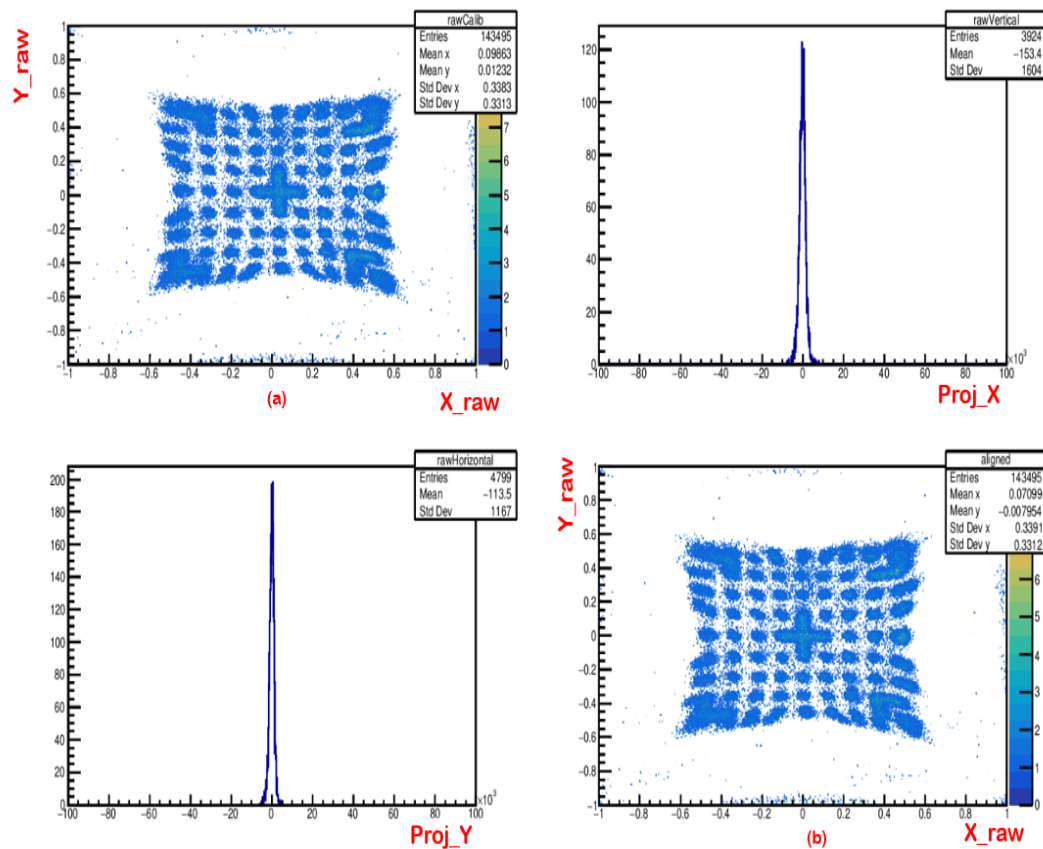 rawCalib
Entries 143495
Mean x 0.09863
Mean y 0.01232
Std Dev x 0.3383
Std Dev y 0.3313
Y_raw
1
0.8
0.6
0.4
0.2
0
−0.2
−0.4
−0.6
−0.8
−1
−1 −0.8 −0.6 −0.4 −0.2 0 0.2 0.4 0.6 0.8 1
7
6
5
4
3
2
1
0
(a)
X_raw
rawVertical
Entries 3924
Mean −153.4
Std Dev 1604
120
100
80
60
40
20
0
−100 −80 −60 −40 −20 0 20 40 60 80 100
×10³
Proj_X
rawHorizontal
Entries 4799
Mean −113.5
Std Dev 1167
200
180
160
140
120
100
80
60
40
20
0
−100 −80 −60 −40 −20 0 20 40 60 80 100
×10³
Proj_Y
aligned
Entries 143495
Mean x 0.07099
Mean y −0.007954
Std Dev x 0.3391
Std Dev y 0.3312
Y_raw
1
0.8
0.6
0.4
0.2
0
−0.2
−0.4
−0.6
−0.8
−1
−1 −0.8 −0.6 −0.4 −0.2 0 0.2 0.4 0.6 0.8 1
6
5
4
3
2
1
0
(b)
X_raw